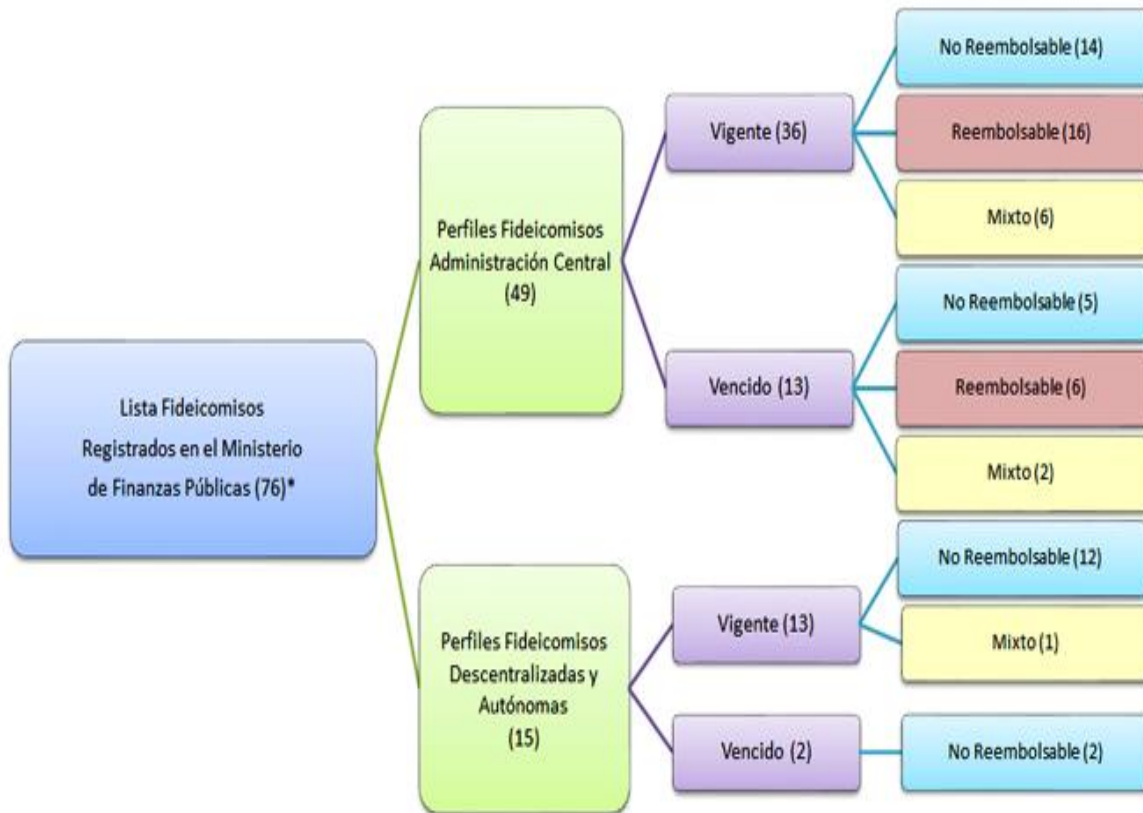 Lista Fideicomisos
Registrados en el Ministerio
de Finanzas Públicas (76)*
Perfiles Fideicomisos
Administración Central
(49)
Vigente (36)
No Reembolsable (14)
Reembolsable (16)
Mixto (6)
Vencido (13)
No Reembolsable (5)
Reembolsable (6)
Mixto (2)
Perfiles Fideicomisos
Descentralizadas y
Autónomas
(15)
Vigente (13)
No Reembolsable (12)
Mixto (1)
Vencido (2)
No Reembolsable (2)